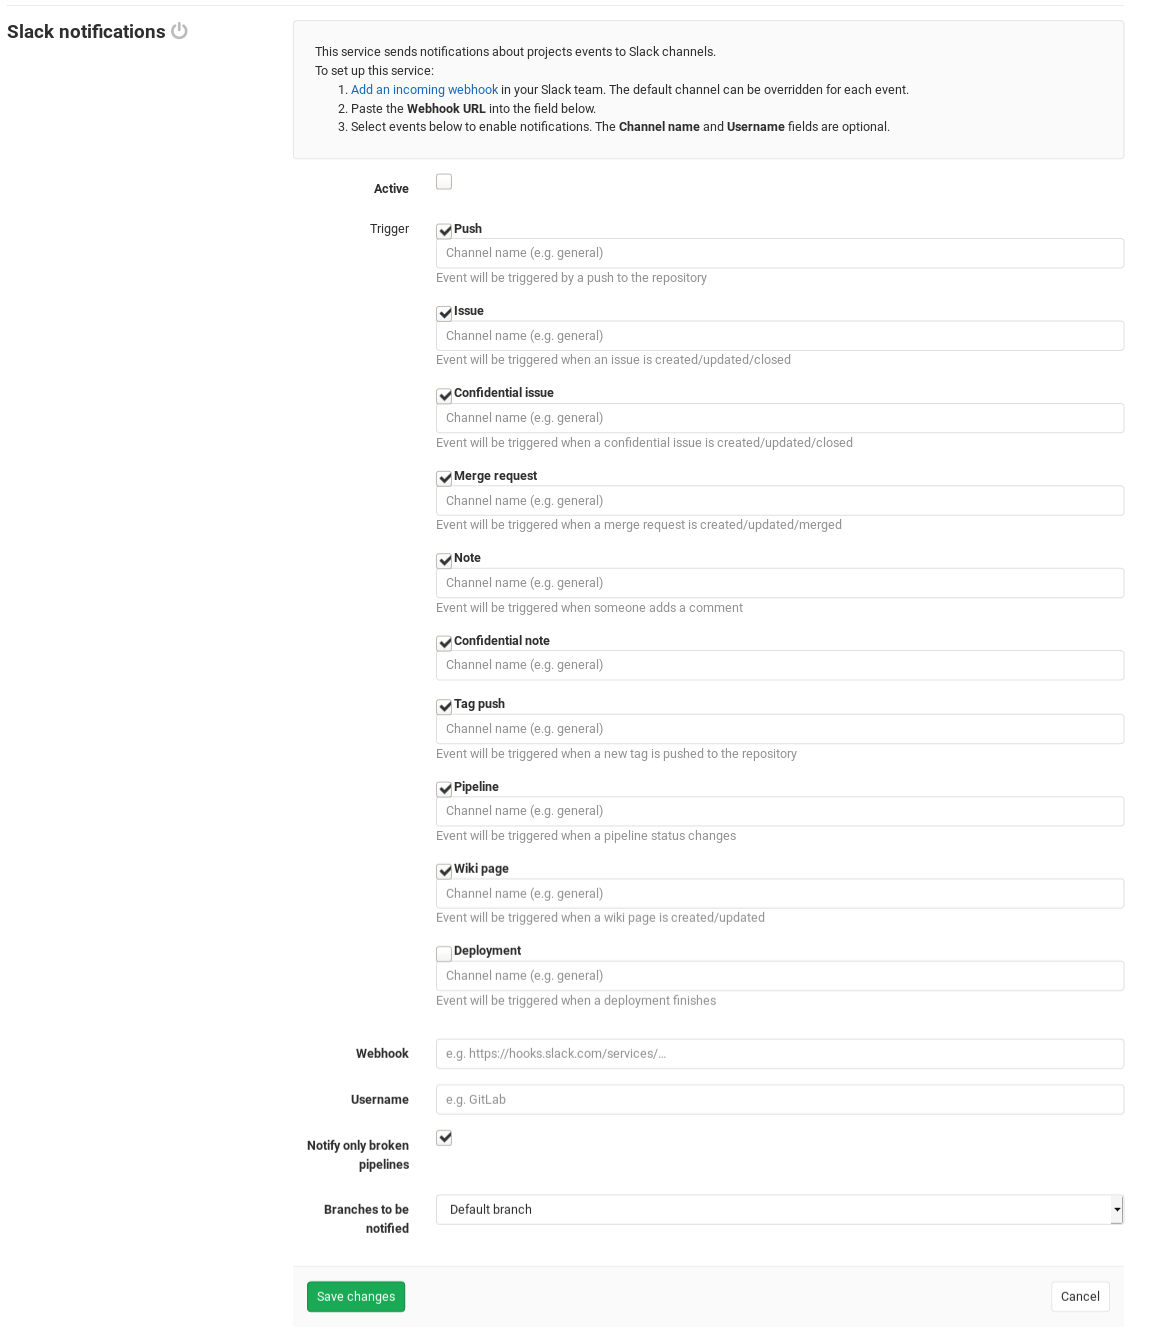 Slack notifications
This service sends notifications about projects events to Slack channels.
To set up this service:
1. Add an incoming webhook in your Slack team. The default channel can be overridden for each event.
2. Paste the Webhook URL into the field below.
3. Select events below to enable notifications. The Channel name and Username fields are optional.
Active
Trigger
Push
Channel name (e.g. general)
Event will be triggered by a push to the repository
Issue
Channel name (e.g. general)
Event will be triggered when an issue is created/updated/closed
Confidential issue
Channel name (e.g. general)
Event will be triggered when a confidential issue is created/updated/closed
Merge request
Channel name (e.g. general)
Event will be triggered when a merge request is created/updated/merged
Note
Channel name (e.g. general)
Event will be triggered when someone adds a comment
Confidential note
Channel name (e.g. general)
Tag push
Channel name (e.g. general)
Event will be triggered when a new tag is pushed to the repository
Pipeline
Channel name (e.g. general)
Event will be triggered when a pipeline status changes
Wiki page
Channel name (e.g. general)
Event will be triggered when a wiki page is created/updated
Deployment
Channel name (e.g. general)
Event will be triggered when a deployment finishes
Webhook
e.g. https://hooks.slack.com/services/...
Username
e.g. GitLab
Notify only broken
pipelines
Branches to be
notified
Default branch
Save changes
Cancel